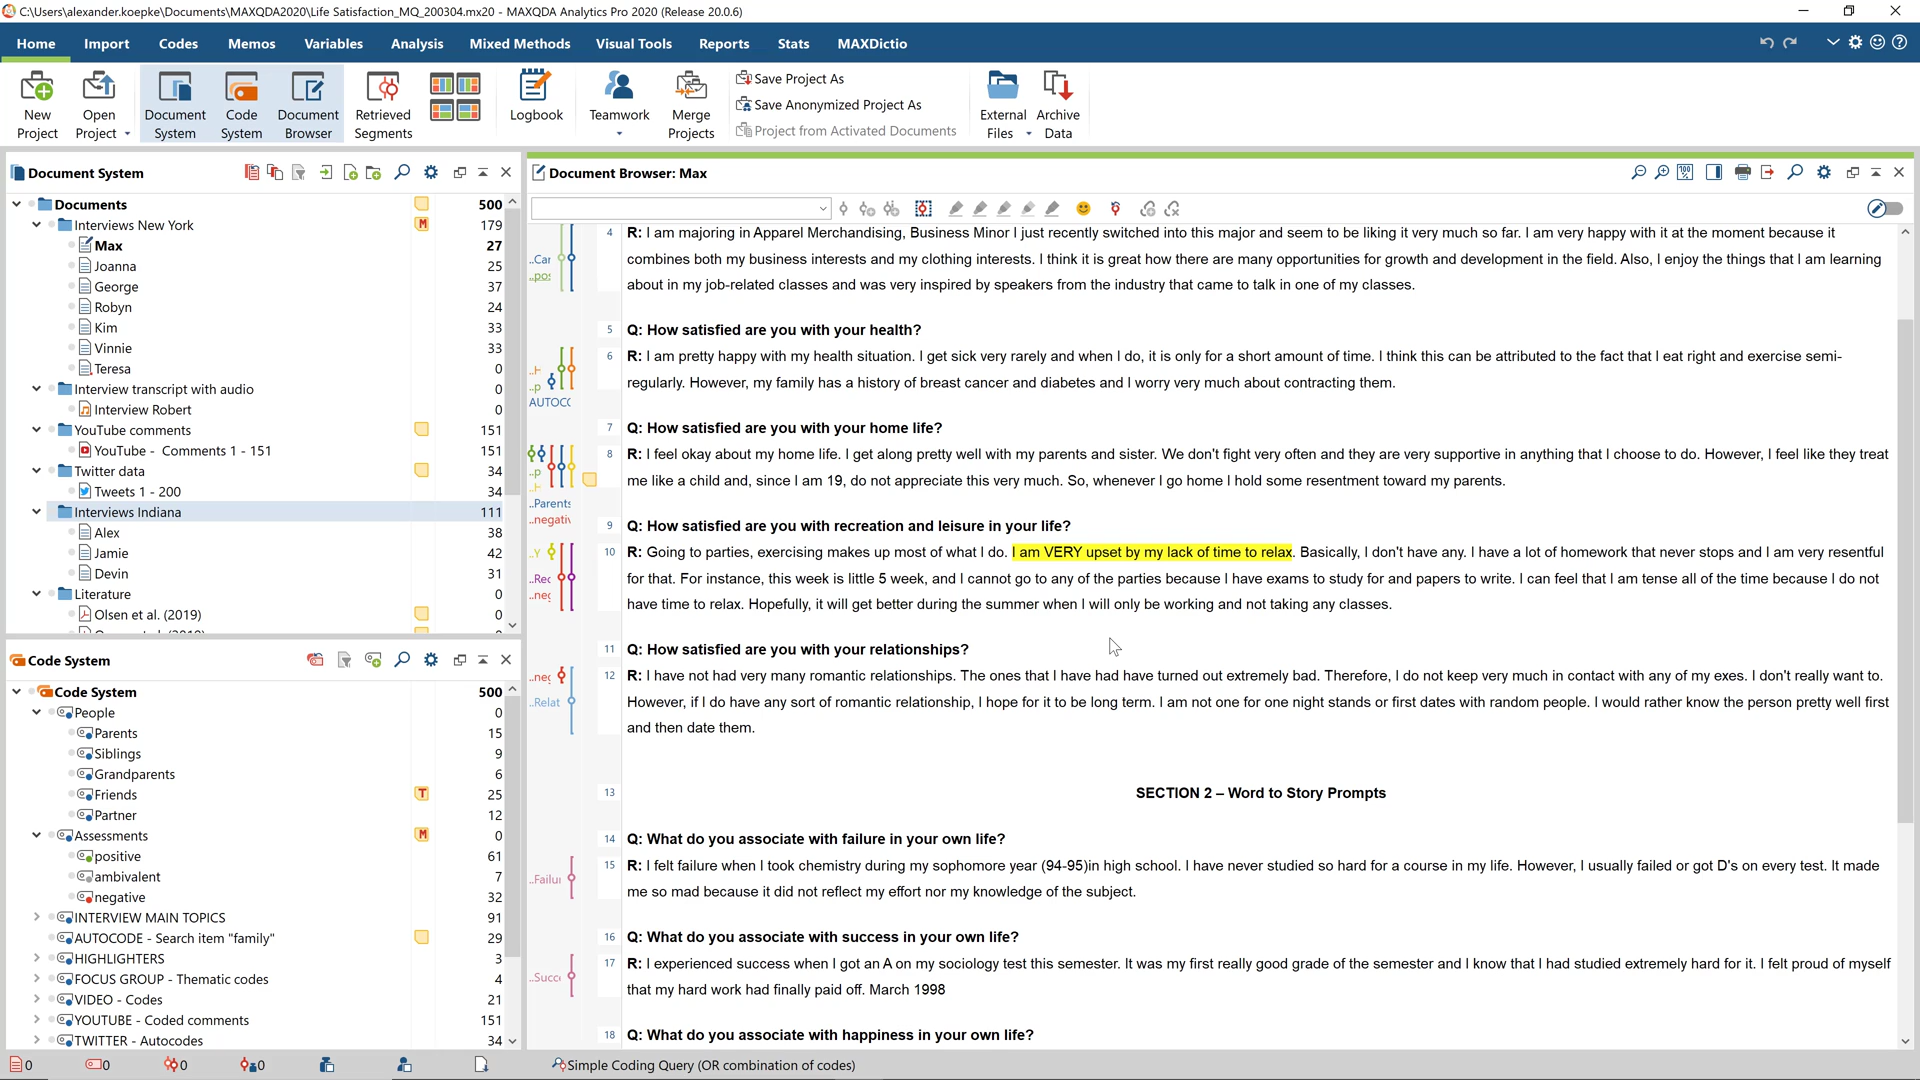 C:\Users\alexander.koepke\Documents\MAXQDA2020\Life Satisfaction_MQ_200304.mx20 - MAXQDA Analytics Pro 2020 (Release 20.0.6)
Home Import Codes Memos Variables Analysis Mixed Methods Visual Tools Reports Stats MAXDictio
New Project
Open Project
Document System
Code System
Document Browser
Retrieved Segments
Logbook
Teamwork
Merge Projects
Save Project As
Save Anonymized Project As
Project from Activated Documents
External Files
Archive Data
Document System
Documents 500
Interviews New York M 179
Max 27
Joanna 25
George 37
Robyn 24
Kim 33
Vinnie 33
Teresa 0
Interview transcript with audio 0
Interview Robert 0
YouTube comments 151
YouTube - Comments 1 - 151 151
Twitter data 34
Tweets 1 - 200 34
Interviews Indiana 111
Alex 38
Jamie 42
Devin 31
Literature 0
Olsen et al. (2019) 0
Code System
Code System 500
People 0
Parents 15
Siblings 9
Grandparents 6
Friends T 25
Partner 12
Assessments M 0
positive 61
ambivalent 7
negative 32
INTERVIEW MAIN TOPICS 91
AUTOCODE - Search item "family" 29
HIGHLIGHTERS 3
FOCUS GROUP - Thematic codes 4
VIDEO - Codes 21
YOUTUBE - Coded comments 151
TWITTER - Autocodes 34
Document Browser: Max
..Car
..pos
4 R: I am majoring in Apparel Merchandising, Business Minor I just recently switched into this major and seem to be liking it very much so far. I am very happy with it at the moment because it
combines both my business interests and my clothing interests. I think it is great how there are many opportunities for growth and development in the field. Also, I enjoy the things that I am learning
about in my job-related classes and was very inspired by speakers from the industry that came to talk in one of my classes.
5 Q: How satisfied are you with your health?
..H
..p
AUTOCC
6 R: I am pretty happy with my health situation. I get sick very rarely and when I do, it is only for a short amount of time. I think this can be attributed to the fact that I eat right and exercise semi-
regularly. However, my family has a history of breast cancer and diabetes and I worry very much about contracting them.
7 Q: How satisfied are you with your home life?
..p
..H
..Parents
..negativ
8 R: I feel okay about my home life. I get along pretty well with my parents and sister. We don't fight very often and they are very supportive in anything that I choose to do. However, I feel like they treat
me like a child and, since I am 19, do not appreciate this very much. So, whenever I go home I hold some resentment toward my parents.
9 Q: How satisfied are you with recreation and leisure in your life?
..Y
..Rec
..neg
10 R: Going to parties, exercising makes up most of what I do. I am VERY upset by my lack of time to relax. Basically, I don't have any. I have a lot of homework that never stops and I am very resentful
for that. For instance, this week is little 5 week, and I cannot go to any of the parties because I have exams to study for and papers to write. I can feel that I am tense all of the time because I do not
have time to relax. Hopefully, it will get better during the summer when I will only be working and not taking any classes.
11 Q: How satisfied are you with your relationships?
..neg
..Relat
12 R: I have not had very many romantic relationships. The ones that I have had have turned out extremely bad. Therefore, I do not keep very much in contact with any of my exes. I don't really want to.
However, if I do have any sort of romantic relationship, I hope for it to be long term. I am not one for one night stands or first dates with random people. I would rather know the person pretty well first
and then date them.
13 SECTION 2 – Word to Story Prompts
14 Q: What do you associate with failure in your own life?
..Failur
15 R: I felt failure when I took chemistry during my sophomore year (94-95)in high school. I have never studied so hard for a course in my life. However, I usually failed or got D's on every test. It made
me so mad because it did not reflect my effort nor my knowledge of the subject.
16 Q: What do you associate with success in your own life?
..Succe
17 R: I experienced success when I got an A on my sociology test this semester. It was my first really good grade of the semester and I know that I had studied extremely hard for it. I felt proud of myself
that my hard work had finally paid off. March 1998
18 Q: What do you associate with happiness in your own life?
0 0 0 0
Simple Coding Query (OR combination of codes)